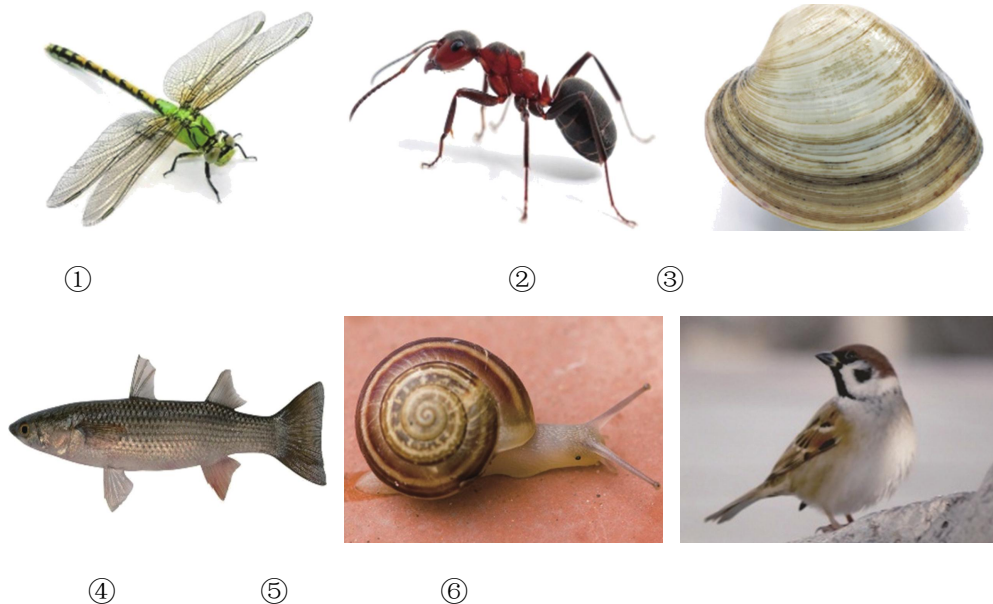 ① ② ③
④ ⑤ ⑥